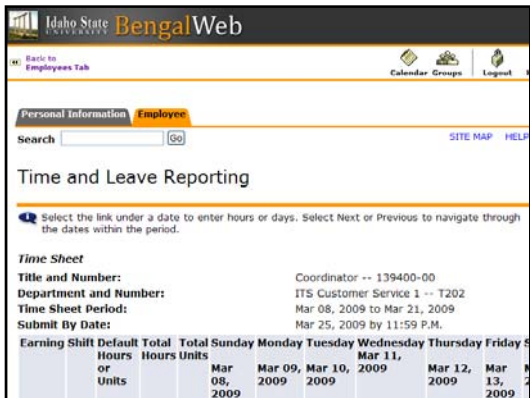 Idaho State UNIVERSITY BengalWeb
Back to
Employees Tab
Calendar Groups Logout
Personal Information Employee
Search Go SITE MAP HELP
Time and Leave Reporting
Select the link under a date to enter hours or days. Select Next or Previous to navigate through
the dates within the period.
Time Sheet
Title and Number: Coordinator -- 139400-00
Department and Number: ITS Customer Service 1 -- T202
Time Sheet Period: Mar 08, 2009 to Mar 21, 2009
Submit By Date: Mar 25, 2009 by 11:59 P.M.
Earning Shift Default Total Total Sunday Monday Tuesday Wednesday Thursday Friday
Hours Hours Units Mar 11,
or Mar Mar 09, Mar 10, 2009 Mar 12, Mar
Units 08, 2009 2009 2009 13,
2009 2009